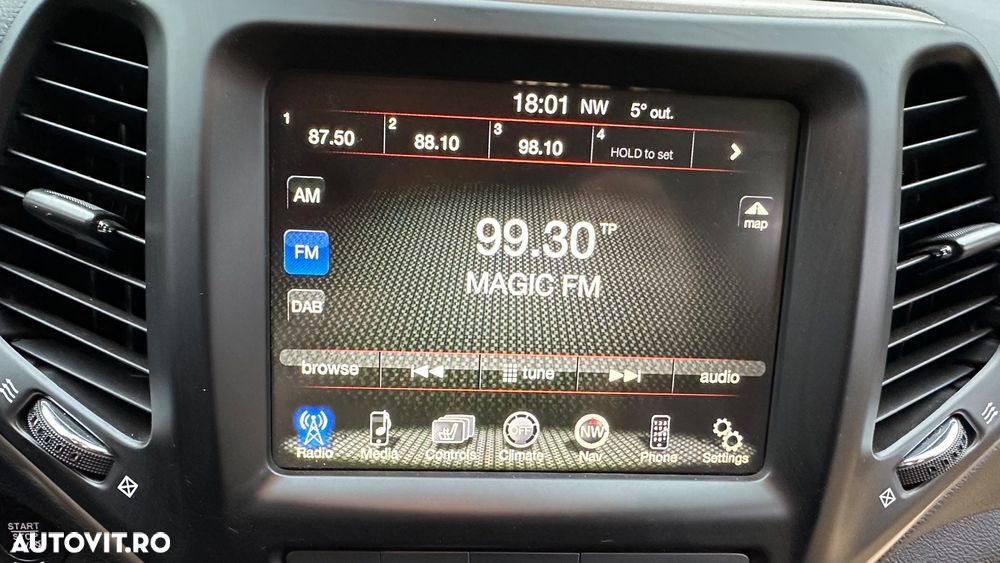 18:01 NW 5° out.
1 87.50 2 88.10 3 98.10 4 HOLD to set
AM
FM
DAB
99.30 TP
MAGIC FM
map
browse tune audio
OFF NW
Radio Media Controls Climate Nav Phone Settings
START
STOP
AUTOVIT.RO